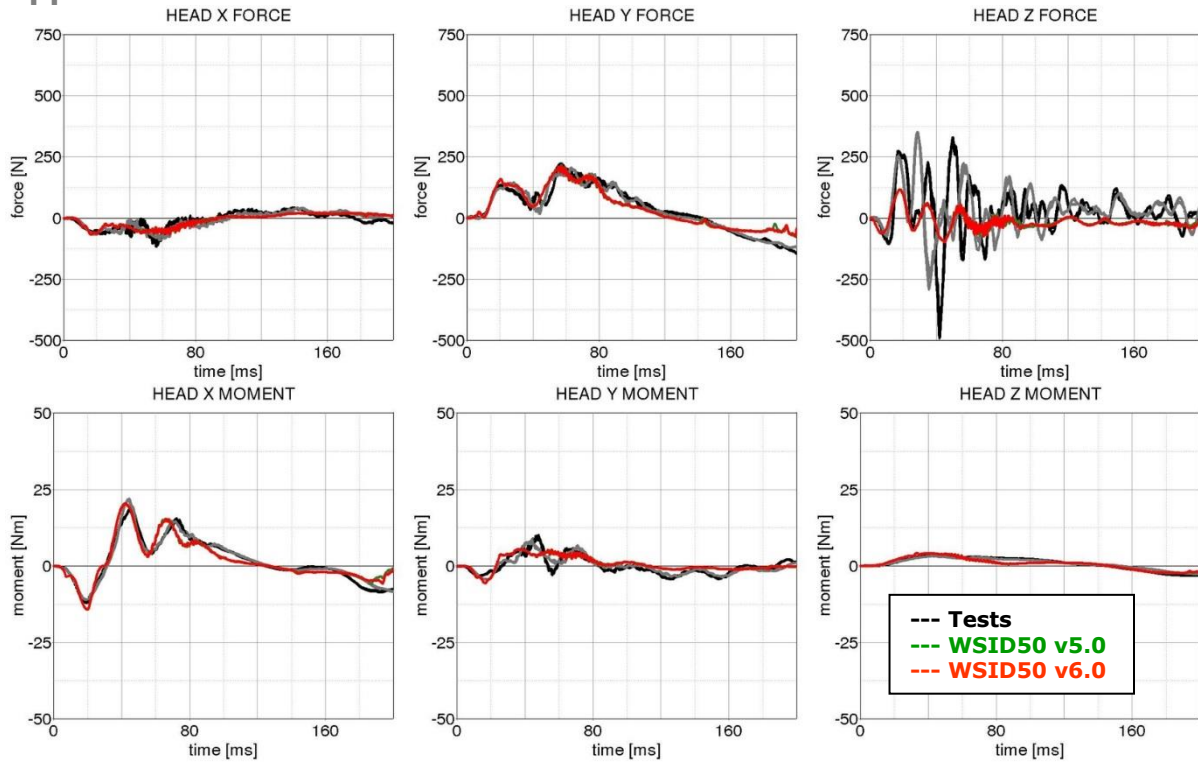 HEAD X FORCE
HEAD Y FORCE
HEAD Z FORCE
750
500
250
0
-250
-500
force [N]
0
80
160
time [ms]
750
500
250
0
-250
-500
force [N]
0
80
160
time [ms]
750
500
250
0
-250
-500
force [N]
0
80
160
time [ms]
HEAD X MOMENT
HEAD Y MOMENT
HEAD Z MOMENT
50
25
0
-25
-50
moment [Nm]
0
80
160
time [ms]
50
25
0
-25
-50
moment [Nm]
0
80
160
time [ms]
50
25
0
-25
-50
moment [Nm]
0
80
160
time [ms]
--- Tests
--- WSID50 v5.0
--- WSID50 v6.0